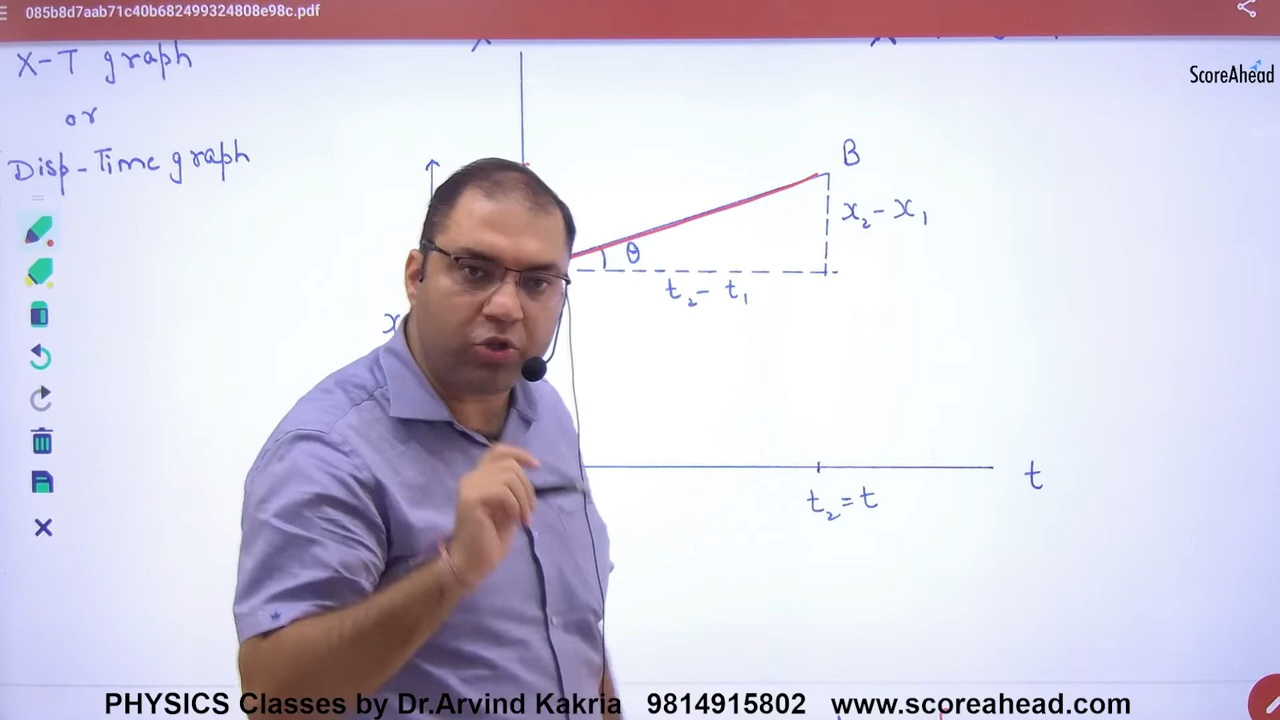 085b8d7aab71c40b682499324808e98c.pdf
X-T graph
or
Disp-Time graph
ScoreAhead
B
x₂-x₁
θ
t₂-t₁
x
t
t₂=t
PHYSICS Classes by Dr.Arvind Kakria 9814915802 www.scoreahead.com